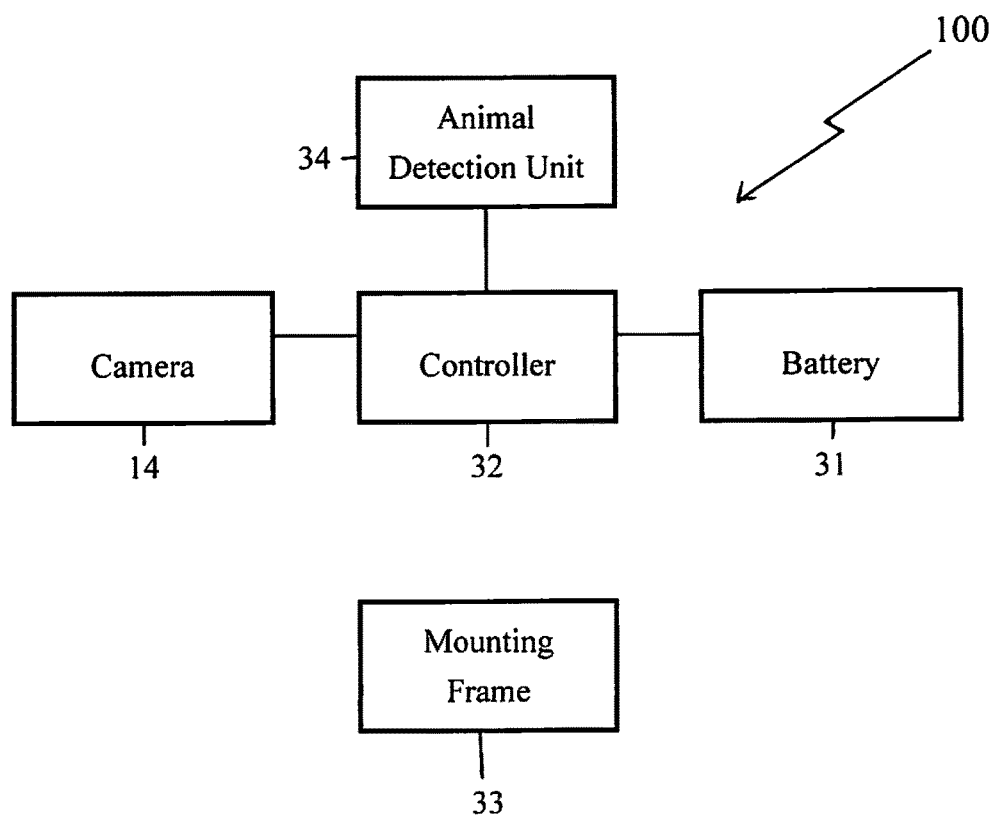 100
Animal
Detection Unit
34
Camera
Controller
Battery
14
32
31
Mounting
Frame
33